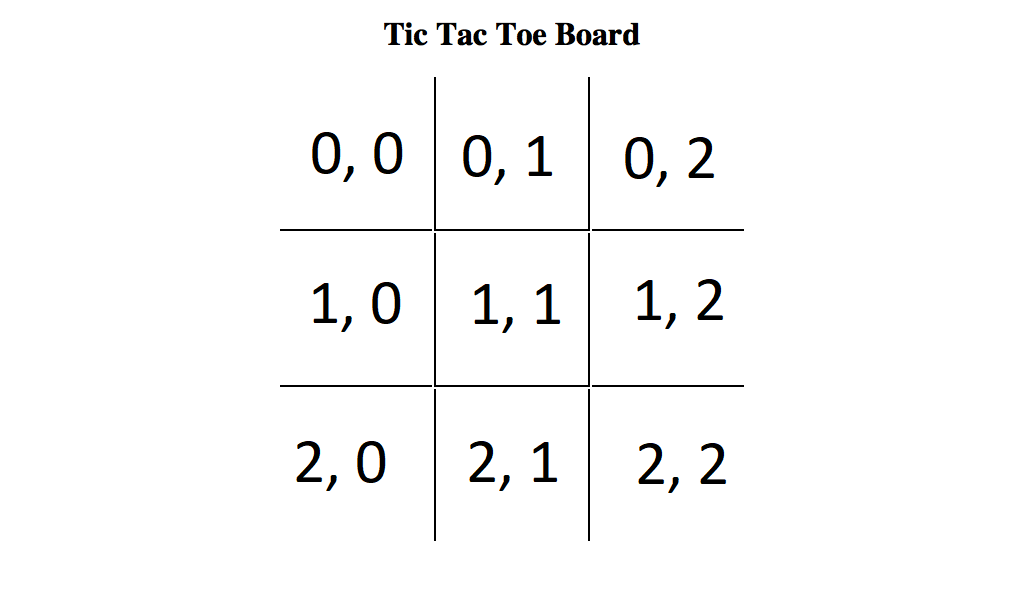 Tic Tac Toe Board
0, 0 0, 1 0, 2
1, 0 1, 1 1, 2
2, 0 2, 1 2, 2